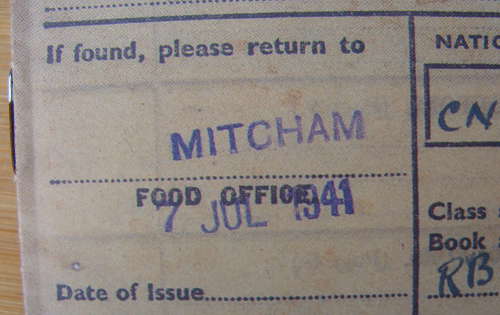 If found, please return to
MITCHAM
FOOD OFFICE
7 JUL 1941
Date of Issue
NATIO
CN
Class
Book
RB